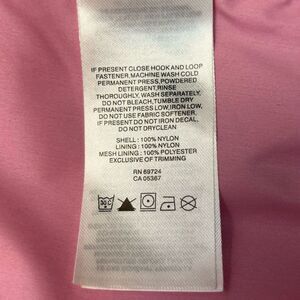 IF PRESENT CLOSE HOOK AND LOOP
FASTENER, MACHINE WASH COLD
PERMANENT PRESS, POWDERED
DETERGENT, RINSE
THOROUGHLY, WASH SEPARATELY,
DO NOT BLEACH, TUMBLE DRY
PERMANENT PRESS LOW, IRON LOW,
DO NOT USE FABRIC SOFTENER,
IF PRESENT DO NOT IRON DECAL,
DO NOT DRYCLEAN
SHELL : 100% NYLON
LINING : 100% NYLON
MESH LINING : 100% POLYESTER
EXCLUSIVE OF TRIMMING
RN 69724
CA 05367